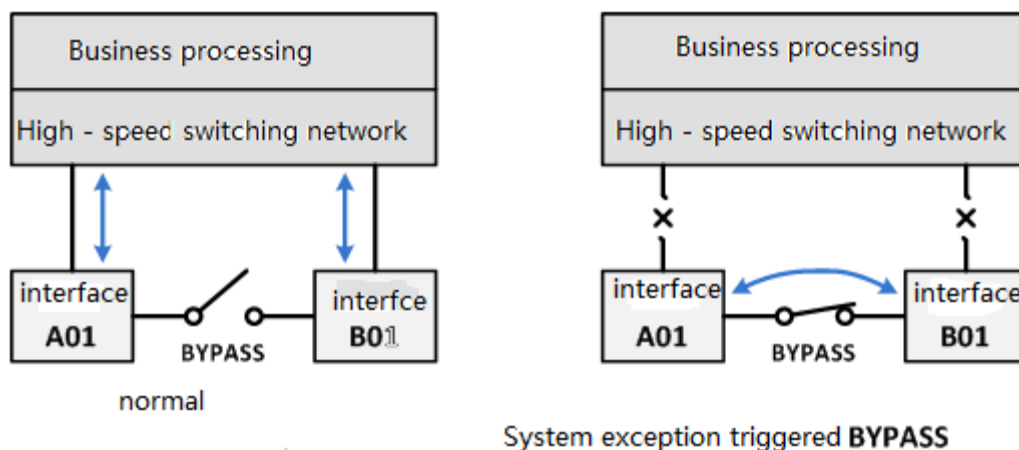 Business processing
High - speed switching network
interface
A01
BYPASS
interfce
B01
normal
Business processing
High - speed switching network
interface
A01
BYPASS
interface
B01
System exception triggered BYPASS